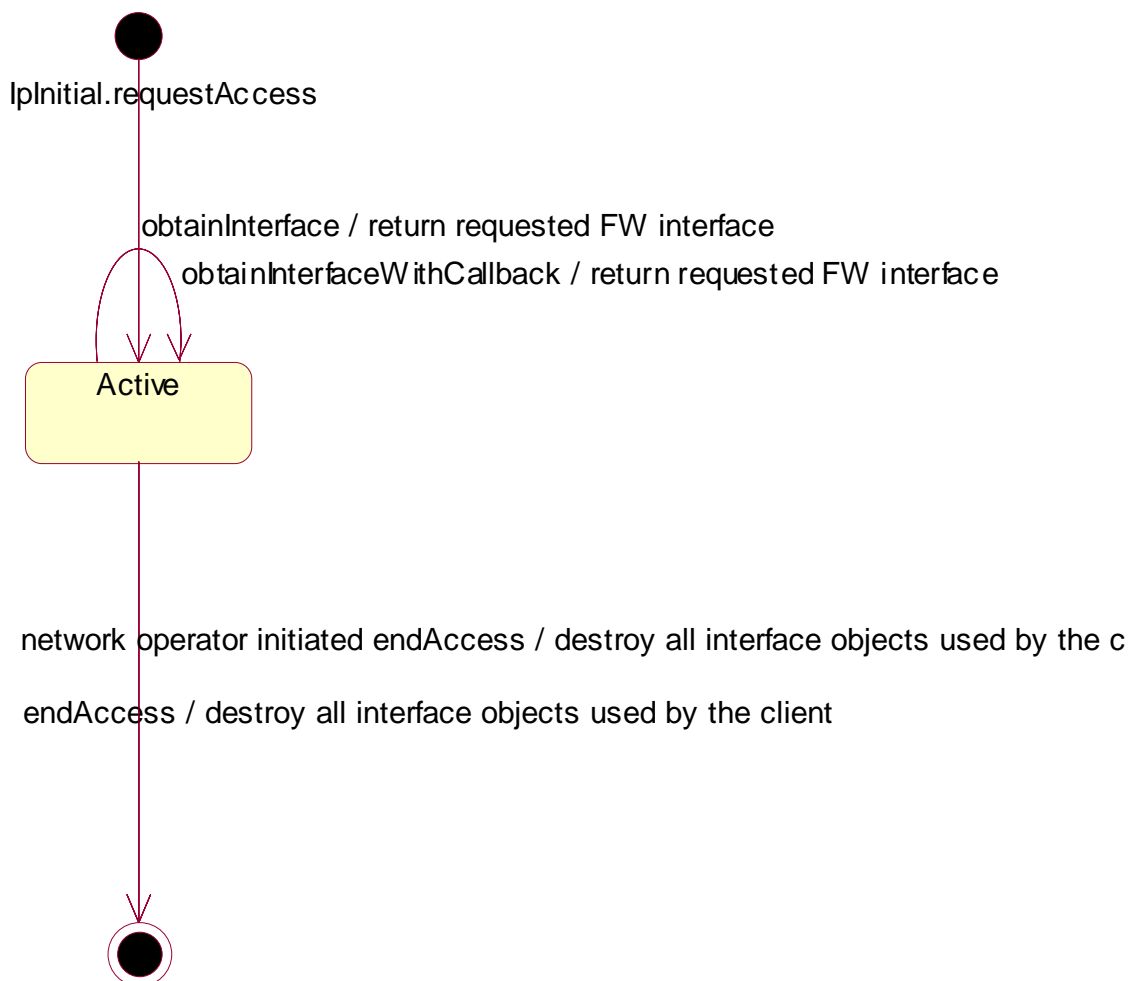 IpInitial.requestAccess
obtainInterface / return requested FW interface
obtainInterfaceWithCallback / return requested FW interface
Active
network operator initiated endAccess / destroy all interface objects used by the c
endAccess / destroy all interface objects used by the client